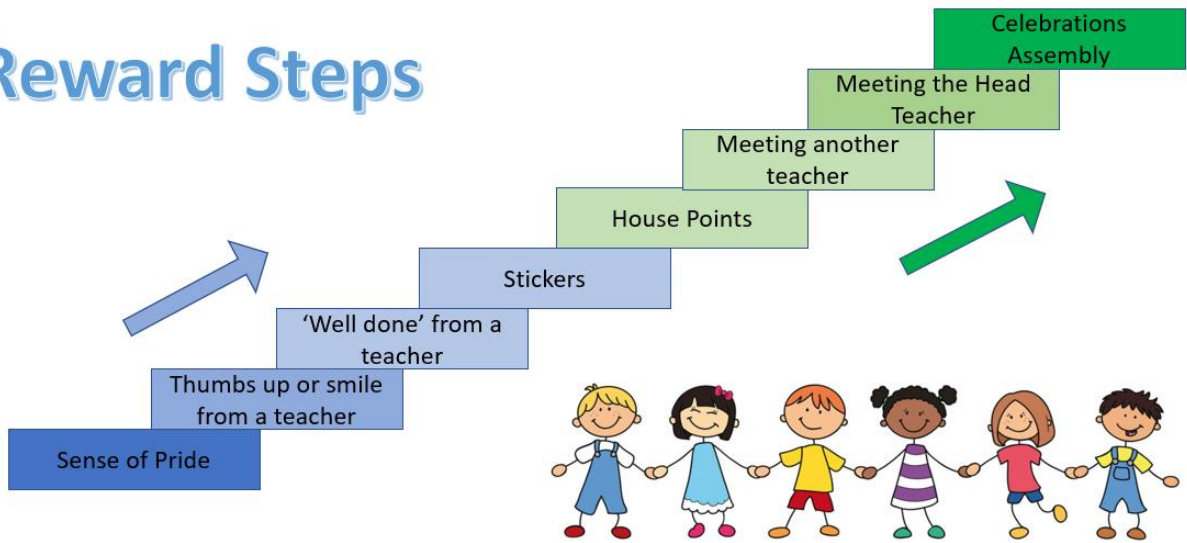 Reward Steps
Celebrations
Assembly
Meeting the Head
Teacher
Meeting another
teacher
House Points
Stickers
‘Well done’ from a
teacher
Thumbs up or smile
from a teacher
Sense of Pride